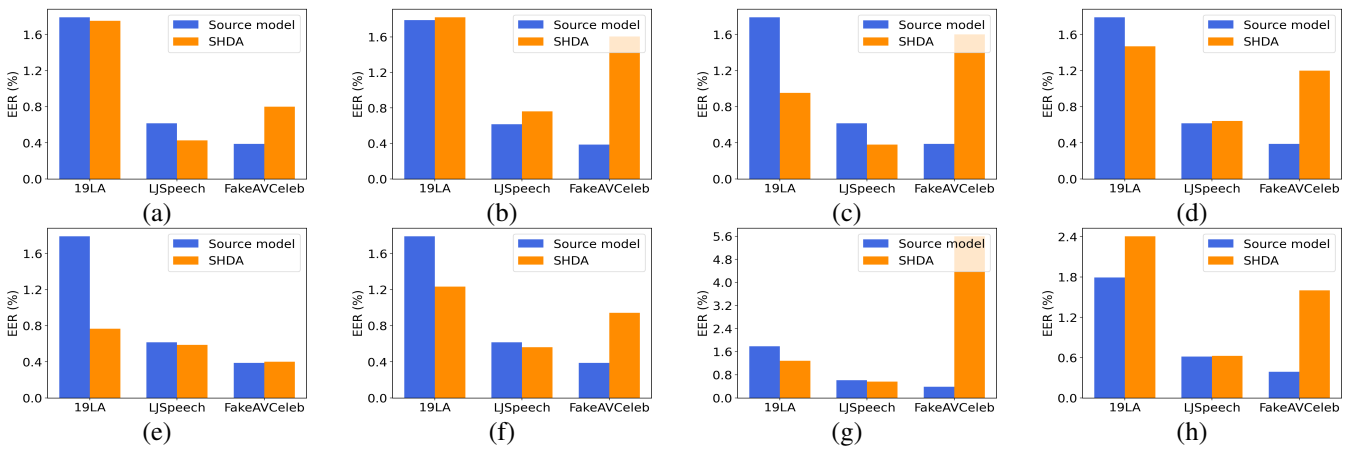 EER (%)
1.6
1.2
0.8
0.4
0.0
Source model
SHDA
19LA LJSpeech FakeAVCeleb
(a)
EER (%)
1.6
1.2
0.8
0.4
0.0
Source model
SHDA
19LA LJSpeech FakeAVCeleb
(b)
EER (%)
1.6
1.2
0.8
0.4
0.0
Source model
SHDA
19LA LJSpeech FakeAVCeleb
(c)
EER (%)
1.6
1.2
0.8
0.4
0.0
Source model
SHDA
19LA LJSpeech FakeAVCeleb
(d)
EER (%)
1.6
1.2
0.8
0.4
0.0
Source model
SHDA
19LA LJSpeech FakeAVCeleb
(e)
EER (%)
1.6
1.2
0.8
0.4
0.0
Source model
SHDA
19LA LJSpeech FakeAVCeleb
(f)
EER (%)
5.6
4.8
4.0
3.2
2.4
1.6
0.8
0.0
Source model
SHDA
19LA LJSpeech FakeAVCeleb
(g)
EER (%)
2.4
1.8
1.2
0.6
0.0
Source model
SHDA
19LA LJSpeech FakeAVCeleb
(h)